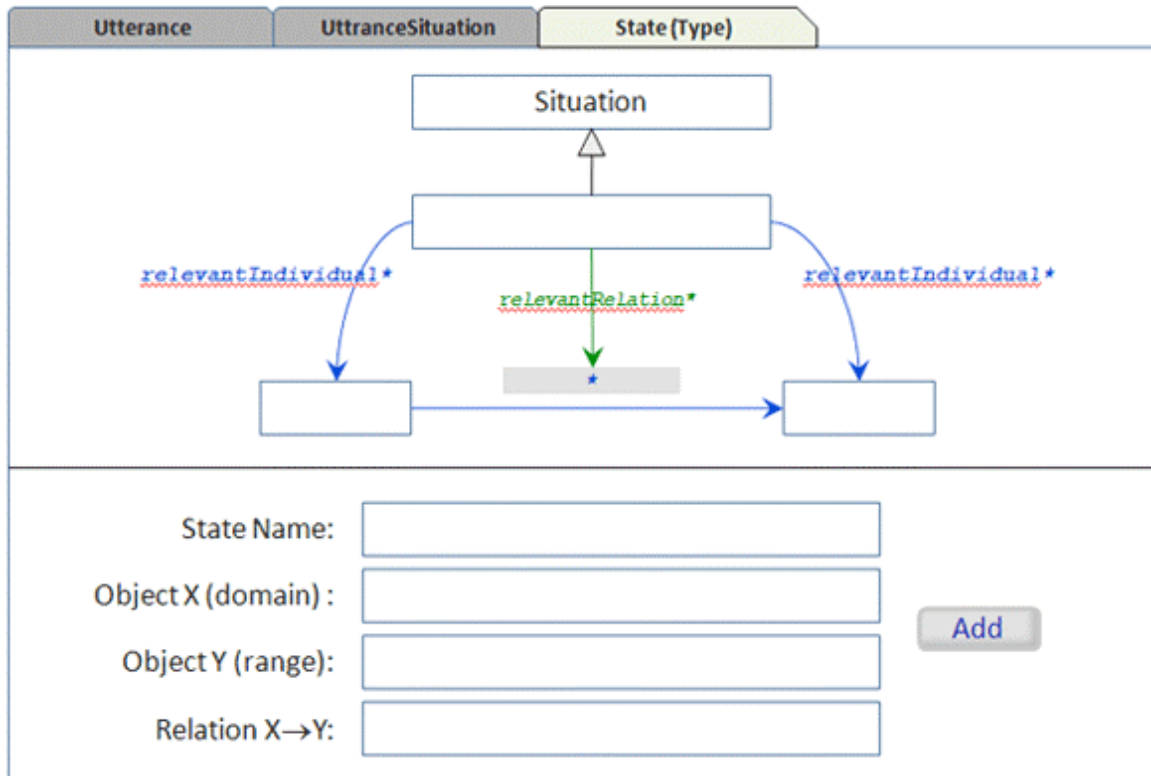 Utterance
UttranceSituation
State (Type)
Situation
relevantIndividual*
relevantIndividual*
relevantRelation*
*
State Name:
Object X (domain) :
Add
Object Y (range):
Relation X→Y: